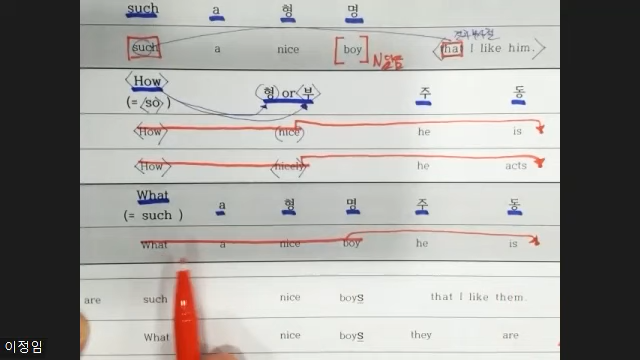 such a 형 명
such a nice boy that I like him.
How 형 or 부 주 동
(= so )
How nice he is
How nicely he acts
What a 형 명 주 동
(= such )
What a nice boy he is
are such nice boys that I like them.
What nice boys they are
이정임